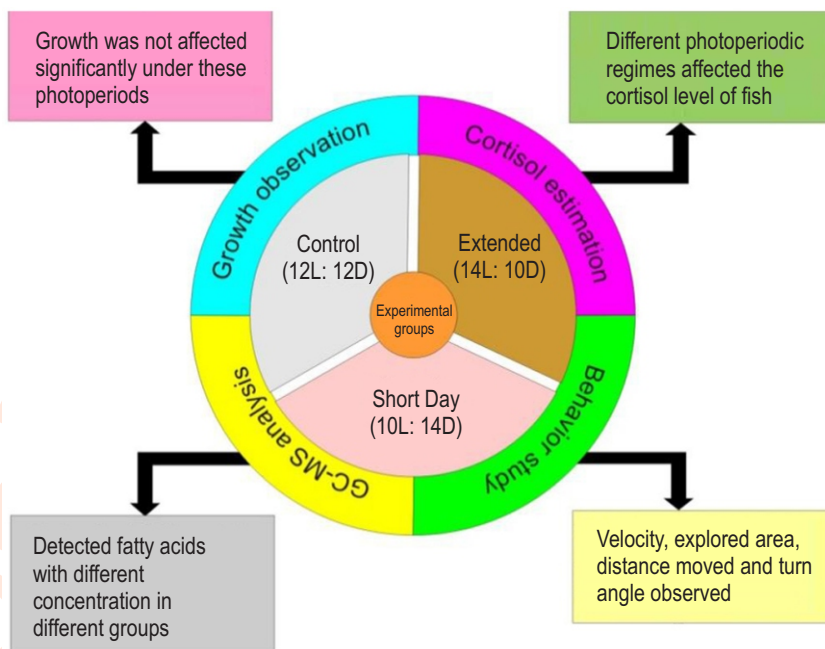 Growth was not affected
significantly under these
photoperiods
Different photoperiodic
regimes affected the
cortisol level of fish
Growth observation
Cortisol estimation
Control
(12L: 12D)
Extended
(14L: 10D)
Experimental
groups
Short Day
(10L: 14D)
GC-MS analysis
Behavior study
Detected fatty acids
with different
concentration in
different groups
Velocity, explored area,
distance moved and turn
angle observed